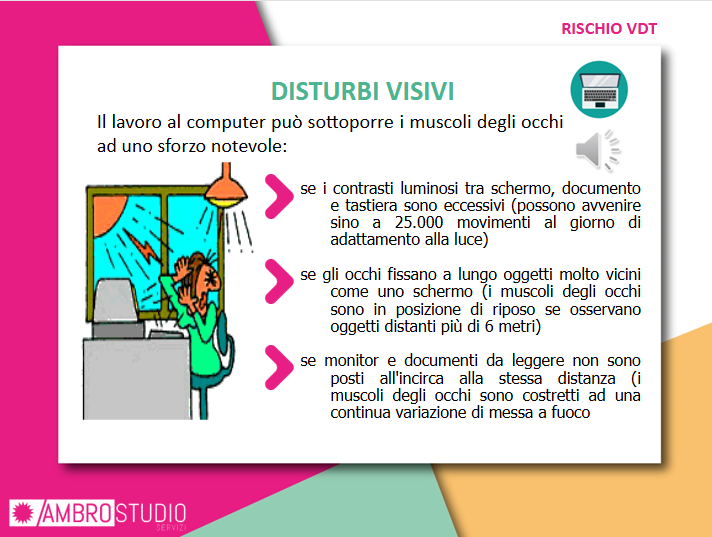 RISCHIO VDT
DISTURBI VISIVI
Il lavoro al computer può sottoporre i muscoli degli occhi
ad uno sforzo notevole:
se i contrasti luminosi tra schermo, documento
e tastiera sono eccessivi (possono avvenire
sino a 25.000 movimenti al giorno di
adattamento alla luce)
se gli occhi fissano a lungo oggetti molto vicini
come uno schermo (i muscoli degli occhi
sono in posizione di riposo se osservano
oggetti distanti più di 6 metri)
se monitor e documenti da leggere non sono
posti all'incirca alla stessa distanza (i
muscoli degli occhi sono costretti ad una
continua variazione di messa a fuoco
AMBROSTUDIO
SERVIZI